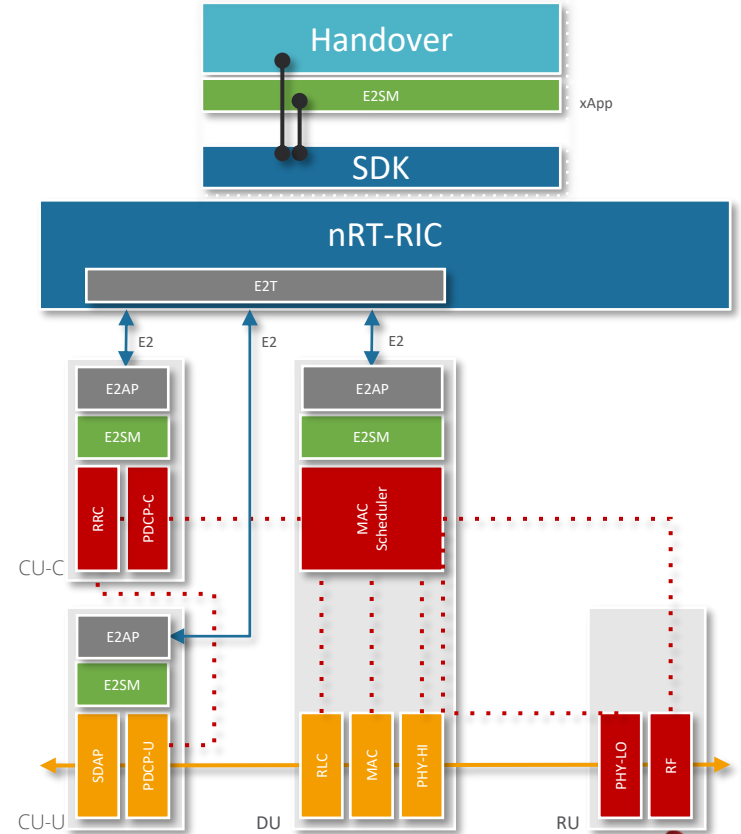 Handover
E2SM
xApp
SDK
nRT-RIC
E2T
E2
E2
E2
E2AP
E2AP
E2SM
E2SM
RRC
PDCP-C
MAC
Scheduler
CU-C
E2AP
E2SM
SDAP
PDCP-U
RLC
MAC
PHY-HI
PHY-LO
RF
CU-U
DU
RU